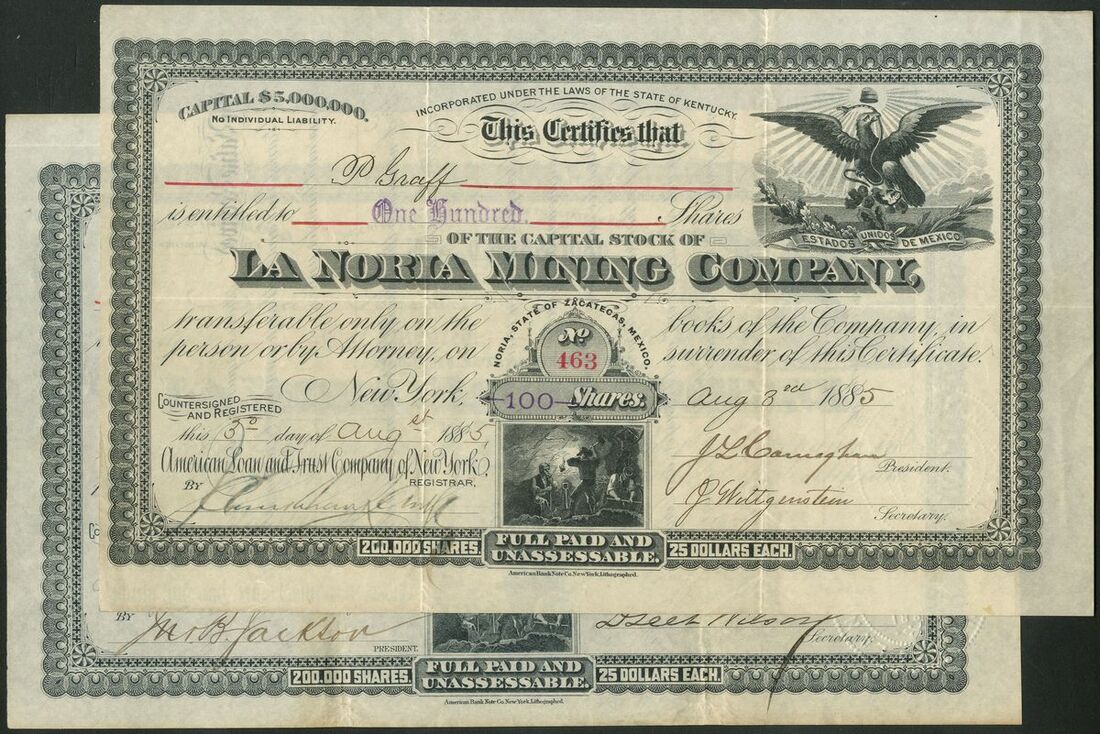 CAPITAL $5,000,000.
NO INDIVIDUAL LIABILITY.
INCORPORATED UNDER THE LAWS OF THE STATE OF KENTUCKY.
This Certifies that
P Graff
is entitled to One Hundred Shares
OF THE CAPITAL STOCK OF
ESTADOS UNIDOS DE MEXICO
LA NORIA MINING COMPANY,
transferable only on the books of the Company, in
person or by Attorney, on surrender of this Certificate.
NORIA, STATE OF ZACATECAS, MEXICO.
No
463
New York, Aug 3rd 1885
100 Shares.
COUNTERSIGNED
AND REGISTERED
this 3d day of Aug st 1885,
American Loan and Trust Company of New York
REGISTRAR,
BY
President.
J Wittgenstein
Secretary.
200.000 SHARES. FULL PAID AND UNASSESSABLE. 25 DOLLARS EACH.
American Bank Note Co. New York, Lithographed.
BY Jno B. Jackson
PRESIDENT.
Wilson
Secretary.
200.000 SHARES. FULL PAID AND UNASSESSABLE. 25 DOLLARS EACH.
American Bank Note Co. New York, Lithographed.